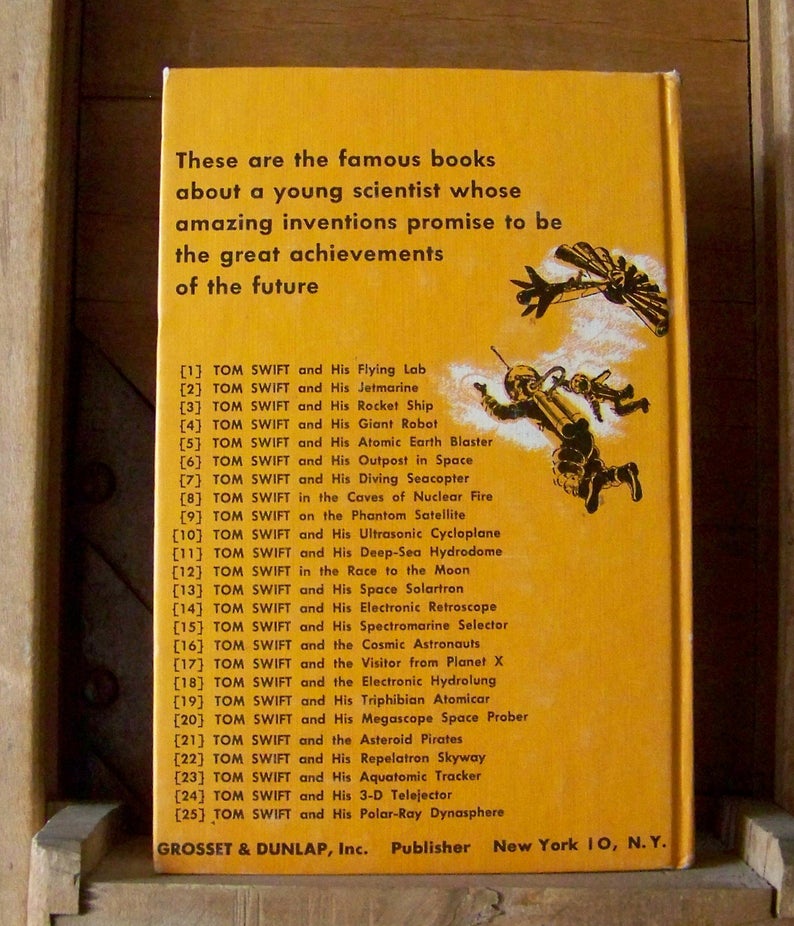 These are the famous books
about a young scientist whose
amazing inventions promise to be
the great achievements
of the future
[1] TOM SWIFT and His Flying Lab
[2] TOM SWIFT and His Jetmarine
[3] TOM SWIFT and His Rocket Ship
[4] TOM SWIFT and His Giant Robot
[5] TOM SWIFT and His Atomic Earth Blaster
[6] TOM SWIFT and His Outpost in Space
[7] TOM SWIFT and His Diving Seacopter
[8] TOM SWIFT in the Caves of Nuclear Fire
[9] TOM SWIFT on the Phantom Satellite
[10] TOM SWIFT and His Ultrasonic Cycloplane
[11] TOM SWIFT and His Deep-Sea Hydrodome
[12] TOM SWIFT in the Race to the Moon
[13] TOM SWIFT and His Space Solartron
[14] TOM SWIFT and His Electronic Retroscope
[15] TOM SWIFT and His Spectromarine Selector
[16] TOM SWIFT and the Cosmic Astronauts
[17] TOM SWIFT and the Visitor from Planet X
[18] TOM SWIFT and the Electronic Hydrolung
[19] TOM SWIFT and His Triphibian Atomicar
[20] TOM SWIFT and His Megascope Space Prober
[21] TOM SWIFT and the Asteroid Pirates
[22] TOM SWIFT and His Repelatron Skyway
[23] TOM SWIFT and His Aquatomic Tracker
[24] TOM SWIFT and His 3-D Telejector
[25] TOM SWIFT and His Polar-Ray Dynasphere
GROSSET & DUNLAP, Inc. Publisher New York 10, N. Y.